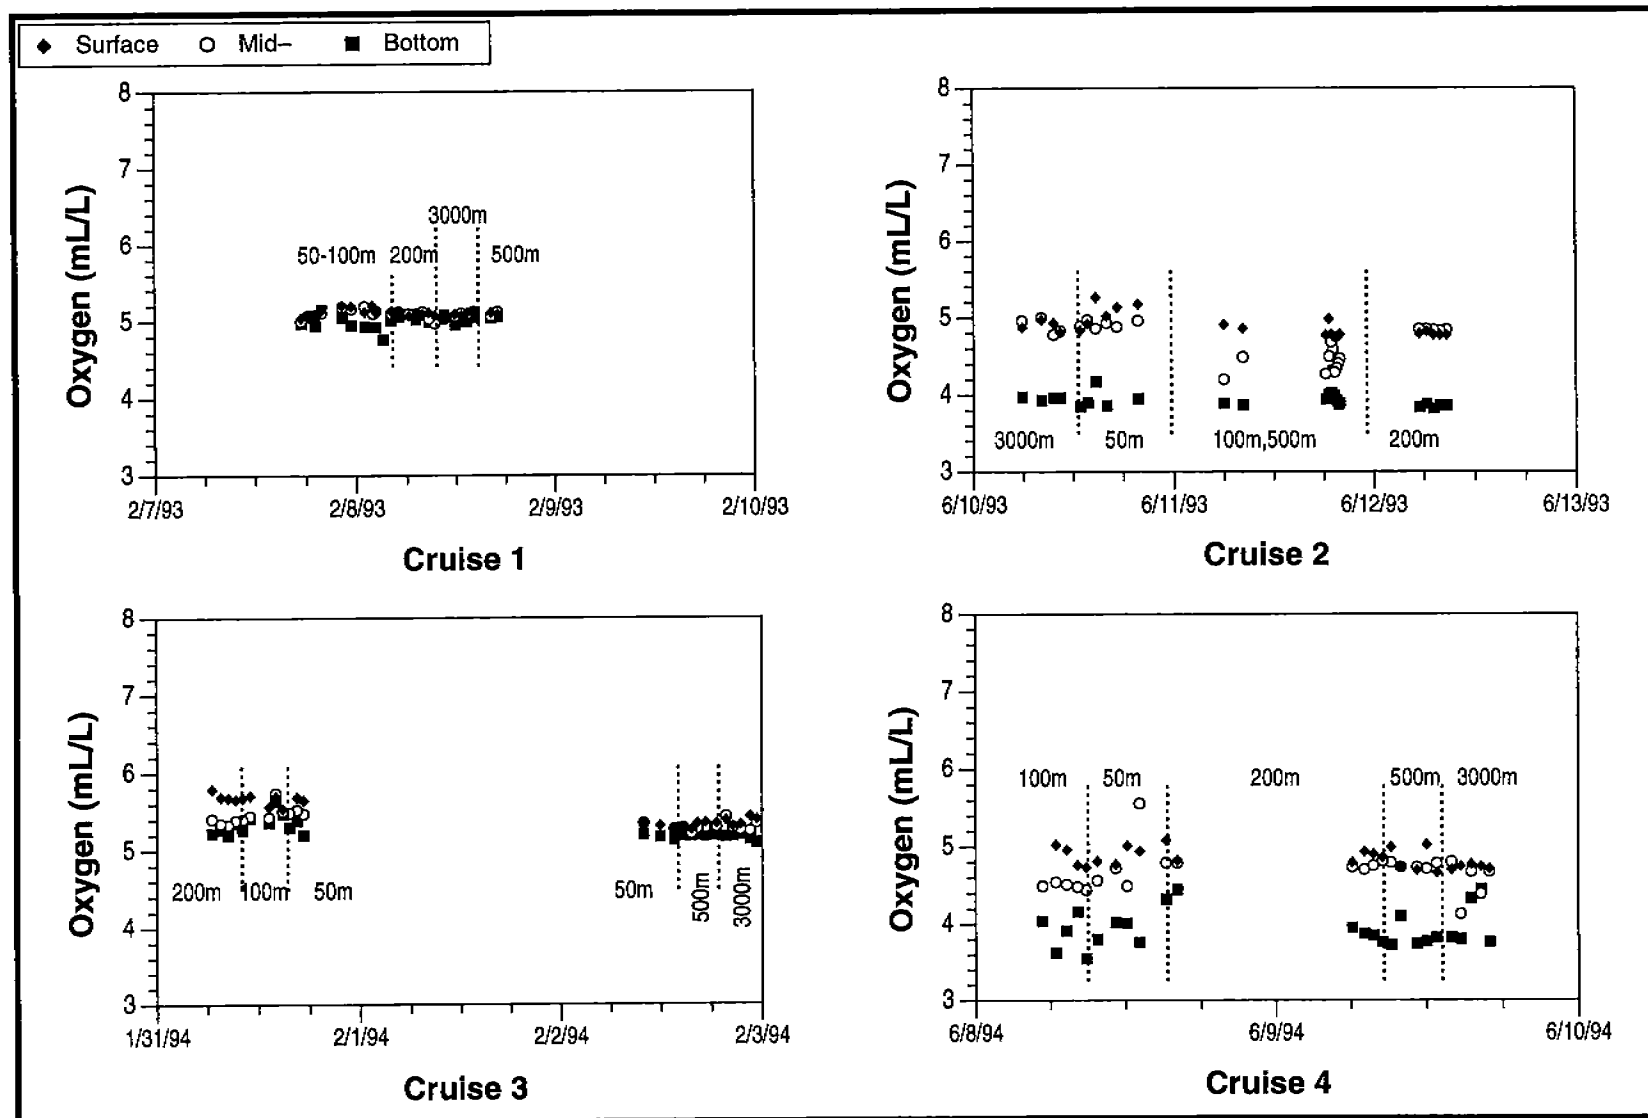 Surface Mid– Bottom
8
7
6
5
4
3
Oxygen (mL/L)
50-100m 200m 3000m 500m
2/7/93 2/8/93 2/9/93 2/10/93
Cruise 1
8
7
6
5
4
3
Oxygen (mL/L)
3000m 50m 100m,500m 200m
6/10/93 6/11/93 6/12/93 6/13/93
Cruise 2
8
7
6
5
4
3
Oxygen (mL/L)
200m 100m 50m 50m 500m 3000m
1/31/94 2/1/94 2/2/94 2/3/94
Cruise 3
8
7
6
5
4
3
Oxygen (mL/L)
100m 50m 200m 500m 3000m
6/8/94 6/9/94 6/10/94
Cruise 4